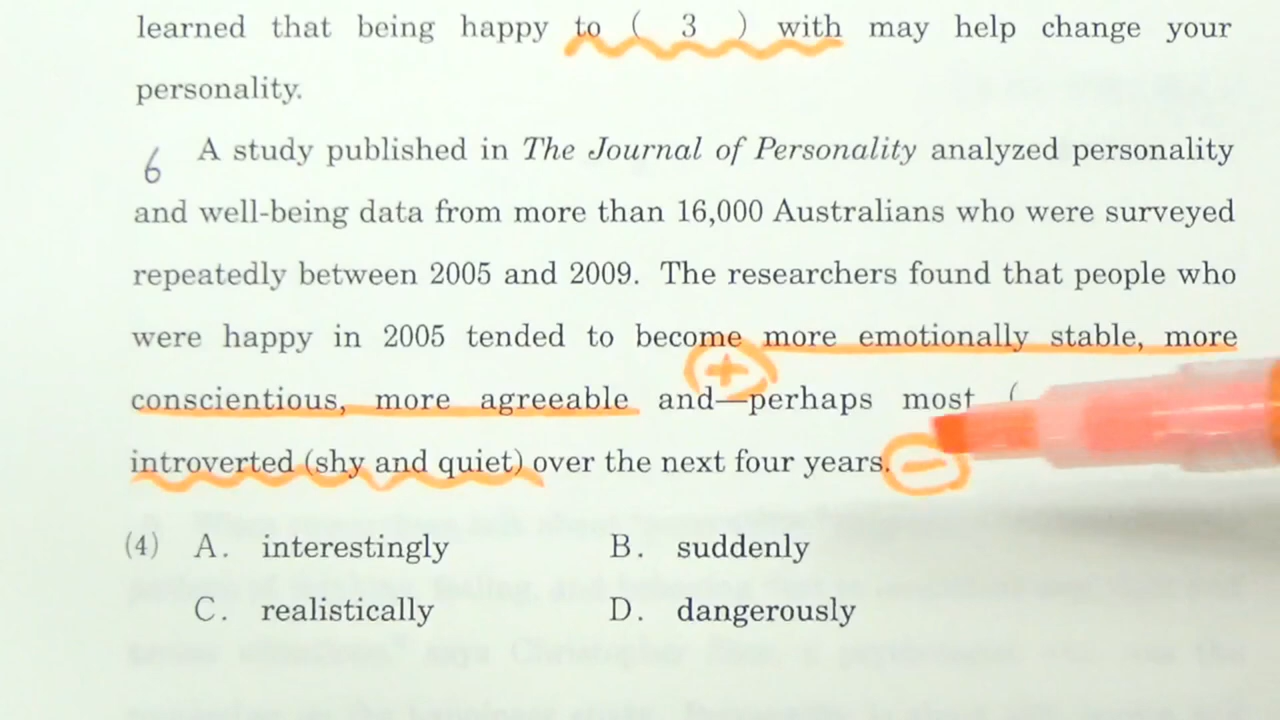 learned that being happy to ( 3 ) with may help change your
personality.
6 A study published in The Journal of Personality analyzed personality
and well-being data from more than 16,000 Australians who were surveyed
repeatedly between 2005 and 2009. The researchers found that people who
were happy in 2005 tended to become more emotionally stable, more
+
conscientious, more agreeable and—perhaps most (
introverted (shy and quiet) over the next four years. −
(4) A. interestingly B. suddenly
C. realistically D. dangerously